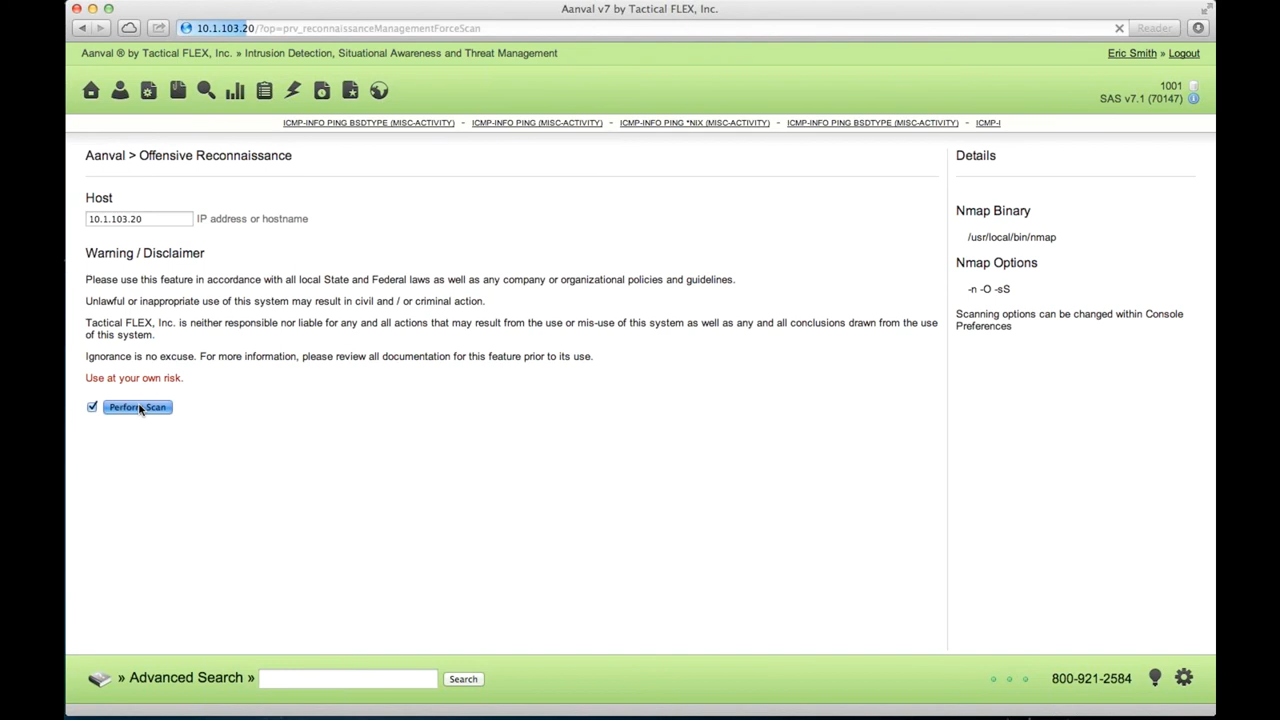 Aanval v7 by Tactical FLEX, Inc.
10.1.103.20/?op=prv_reconnaissanceManagementForceScan
Reader
Aanval ® by Tactical FLEX, Inc. » Intrusion Detection, Situational Awareness and Threat Management
Eric Smith » Logout
1001
SAS v7.1 (70147)
ICMP-INFO PING BSDTYPE (MISC-ACTIVITY) - ICMP-INFO PING (MISC-ACTIVITY) - ICMP-INFO PING *NIX (MISC-ACTIVITY) - ICMP-INFO PING BSDTYPE (MISC-ACTIVITY) - ICMP-I
Aanval > Offensive Reconnaissance
Host
10.1.103.20 IP address or hostname
Warning / Disclaimer
Please use this feature in accordance with all local State and Federal laws as well as any company or organizational policies and guidelines.
Unlawful or inappropriate use of this system may result in civil and / or criminal action.
Tactical FLEX, Inc. is neither responsible nor liable for any and all actions that may result from the use or mis-use of this system as well as any and all conclusions drawn from the use
of this system.
Ignorance is no excuse. For more information, please review all documentation for this feature prior to its use.
Use at your own risk.
Perform Scan
Details
Nmap Binary
/usr/local/bin/nmap
Nmap Options
-n -O -sS
Scanning options can be changed within Console
Preferences
» Advanced Search »
Search
800-921-2584